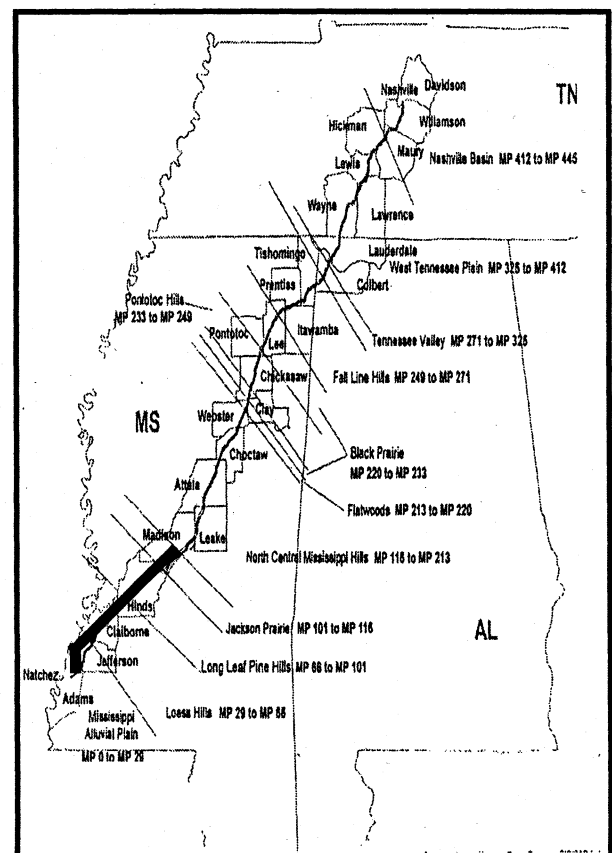 Davidson
Nashville
TN
Hickman
Willamson
Maury
Nashville Basin MP 412 to MP 445
Lewis
Wayne
Lawrence
Tishomingo
Lauderdale
West Tennessee Plain MP 325 to MP 412
Colbert
Prentiss
Pontotoc Hills
MP 233 to MP 249
Itawamba
Pontotoc
Lee
Tennessee Valley MP 271 to MP 325
Chickasaw
Fall Line Hills MP 249 to MP 271
MS
Webster
Clay
Choctaw
Black Prairie
MP 220 to MP 233
Attala
Flatwoods MP 213 to MP 220
Madison
Leake
North Central Mississippi Hills MP 116 to MP 213
Hinds
Jackson Prairie MP 101 to MP 116
AL
Claiborne
Jefferson
Long Leaf Pine Hills MP 66 to MP 101
Natchez
Adams
Mississippi
Alluvial Plain
MP 0 to MP 29
Loess Hills MP 29 to MP 66